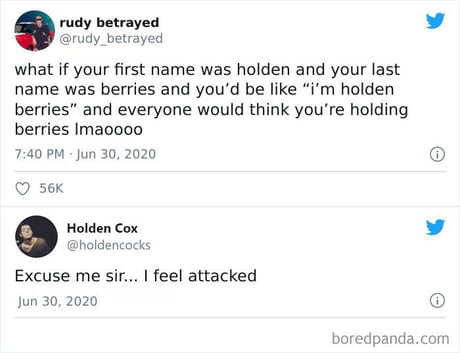 rudy betrayed
@rudy_betrayed
what if your first name was holden and your last
name was berries and you’d be like “i’m holden
berries” and everyone would think you’re holding
berries lmaoooo
7:40 PM · Jun 30, 2020
56K
Holden Cox
@holdencocks
Excuse me sir... I feel attacked
Jun 30, 2020
boredpanda.com